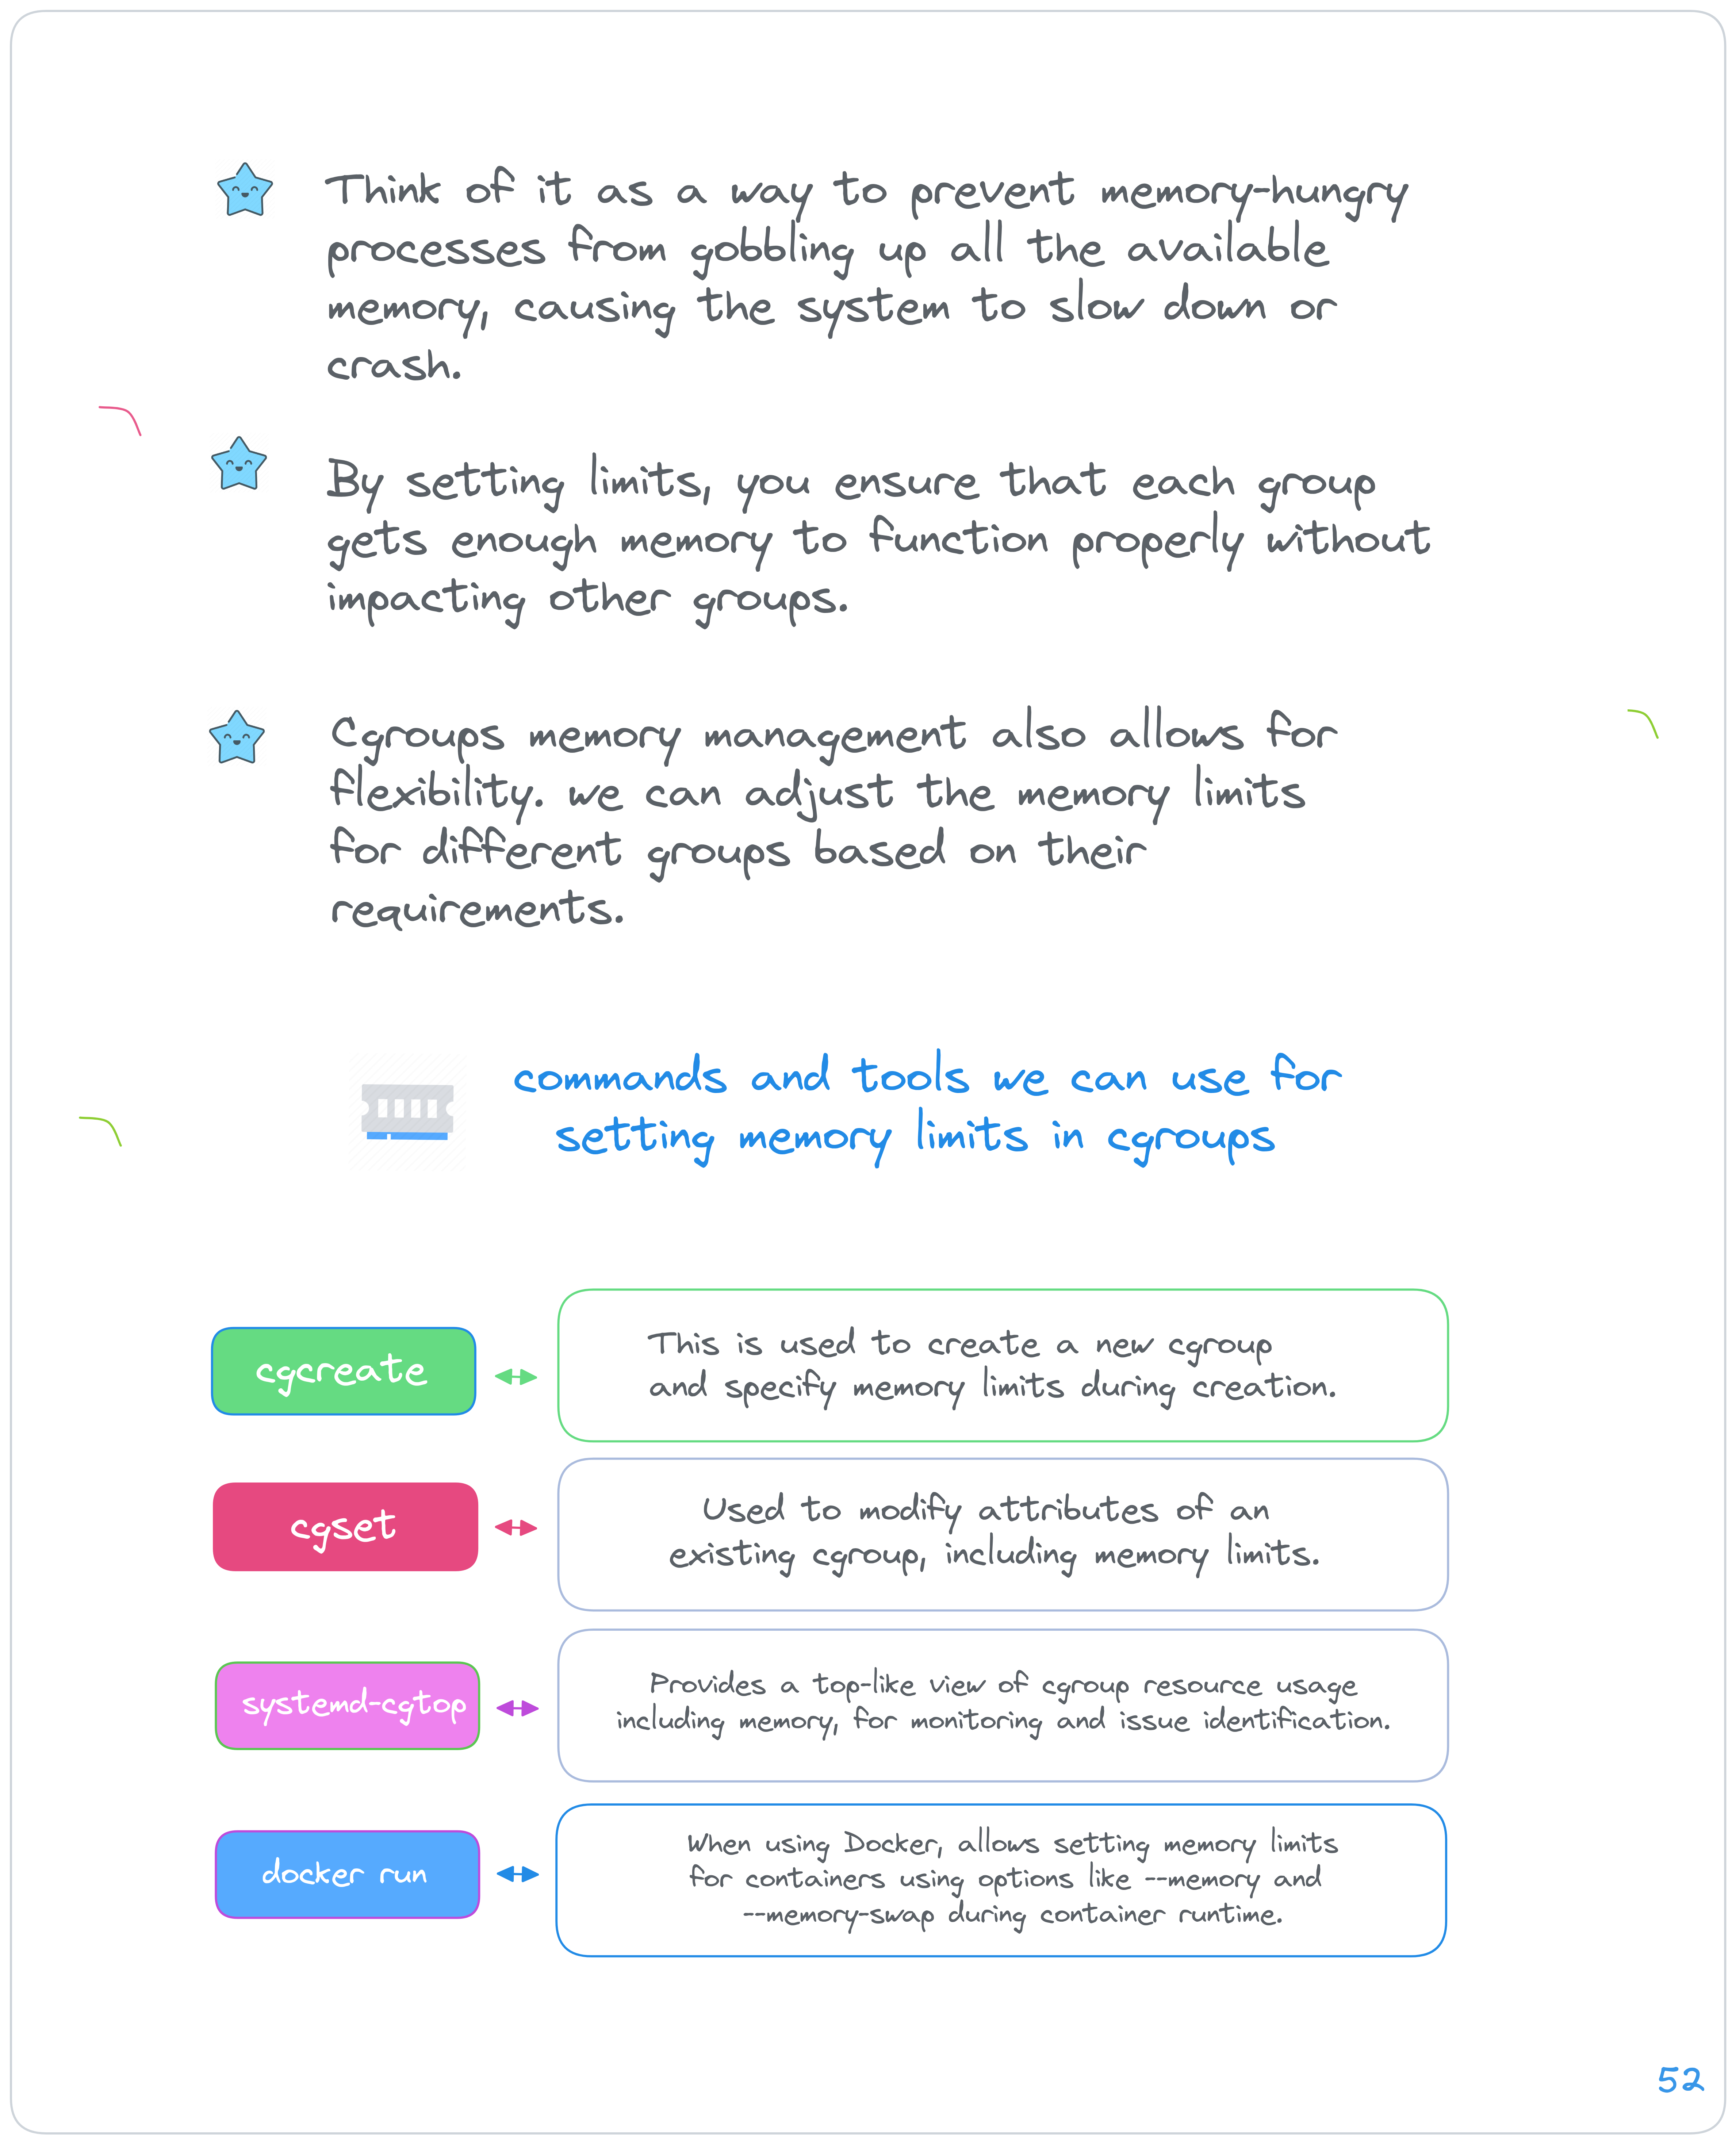 Think of it as a way to prevent memory-hungry
processes from gobbling up all the available
memory, causing the system to slow down or
crash.
By setting limits, you ensure that each group
gets enough memory to function properly without
impacting other groups.
Cgroups memory management also allows for
flexibility. we can adjust the memory limits
for different groups based on their
requirements.
commands and tools we can use for
setting memory limits in cgroups
cgcreate
This is used to create a new cgroup
and specify memory limits during creation.
cgset
Used to modify attributes of an
existing cgroup, including memory limits.
systemd-cgtop
Provides a top-like view of cgroup resource usage
including memory, for monitoring and issue identification.
docker run
When using Docker, allows setting memory limits
for containers using options like --memory and
--memory-swap during container runtime.
52